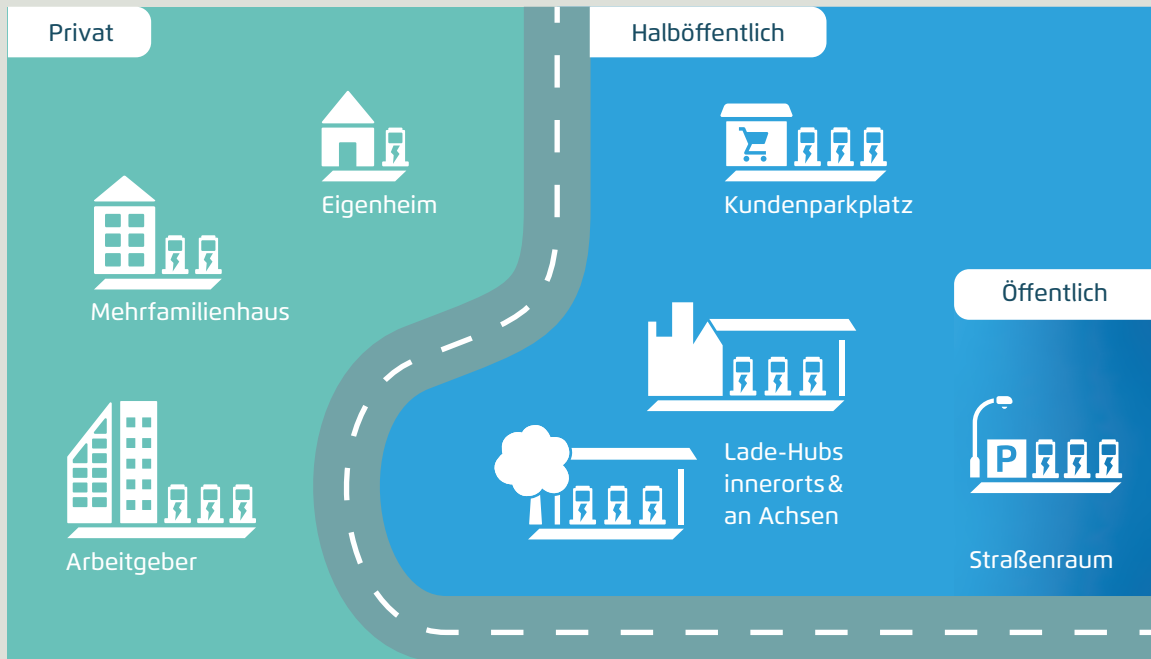 Privat
Eigenheim
Mehrfamilienhaus
Arbeitgeber
Halböffentlich
Kundenparkplatz
Lade-Hubs
innerorts &
an Achsen
Öffentlich
P
Straßenraum